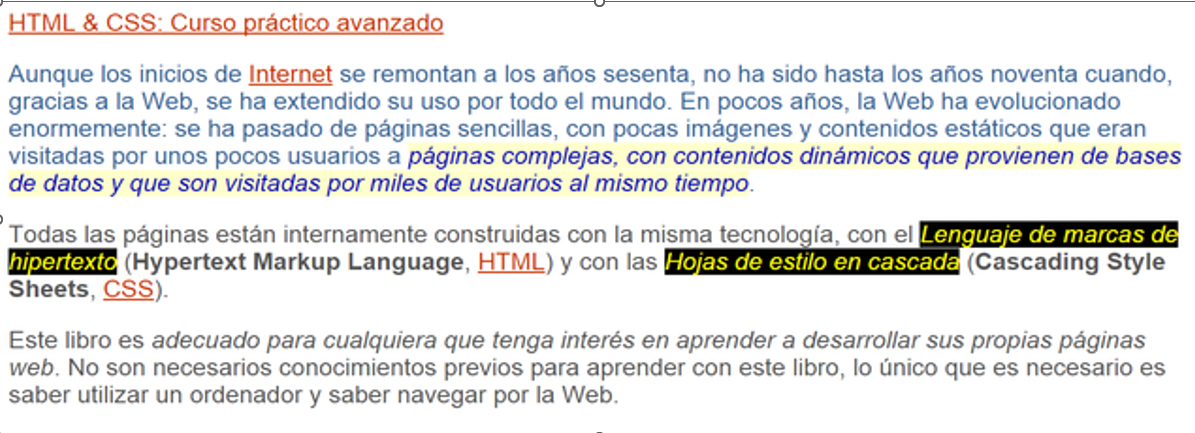 HTML & CSS: Curso práctico avanzado
Aunque los inicios de Internet se remontan a los años sesenta, no ha sido hasta los años noventa cuando,
gracias a la Web, se ha extendido su uso por todo el mundo. En pocos años, la Web ha evolucionado
enormemente: se ha pasado de páginas sencillas, con pocas imágenes y contenidos estáticos que eran
visitadas por unos pocos usuarios a páginas complejas, con contenidos dinámicos que provienen de bases
de datos y que son visitadas por miles de usuarios al mismo tiempo.
Todas las páginas están internamente construidas con la misma tecnología, con el Lenguaje de marcas de
hipertexto (Hypertext Markup Language, HTML) y con las Hojas de estilo en cascada (Cascading Style
Sheets, CSS).
Este libro es adecuado para cualquiera que tenga interés en aprender a desarrollar sus propias páginas
web. No son necesarios conocimientos previos para aprender con este libro, lo único que es necesario es
saber utilizar un ordenador y saber navegar por la Web.